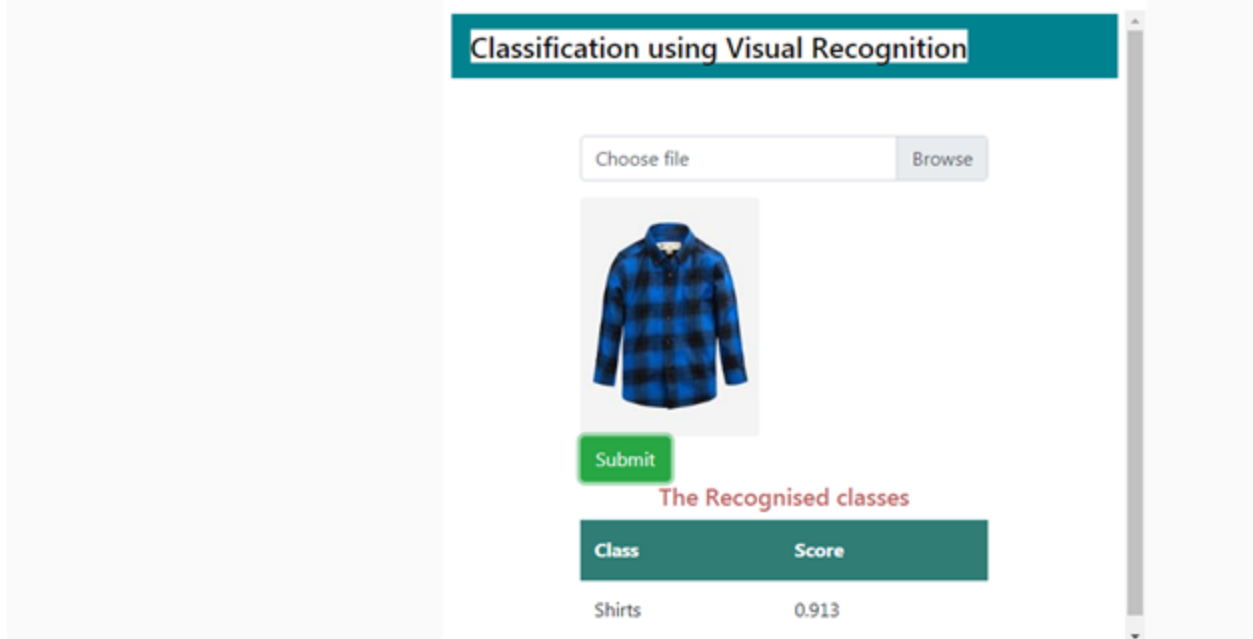 Classification using Visual Recognition
Choose file Browse
Submit
The Recognised classes
Class Score
Shirts 0.913